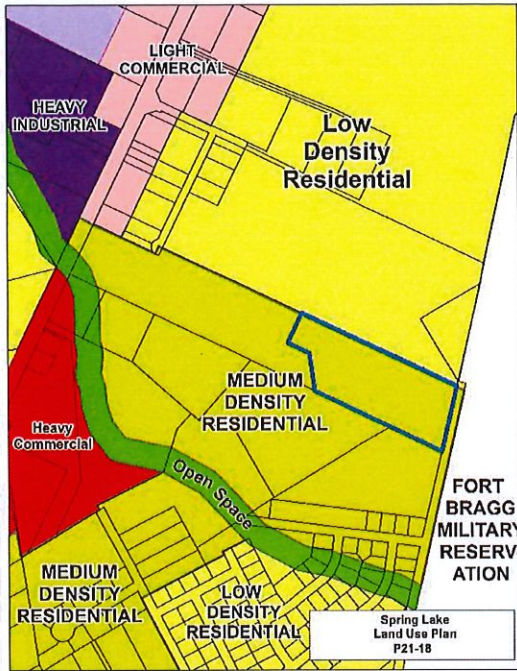 LIGHT
COMMERCIAL
HEAVY
INDUSTRIAL
Low
Density
Residential
MEDIUM
DENSITY
RESIDENTIAL
Heavy
Commercial
Open Space
FORT
BRAGG
MILITARY
RESERV
ATION
MEDIUM
DENSITY
RESIDENTIAL
LOW
DENSITY
RESIDENTIAL
Spring Lake
Land Use Plan
P21-18